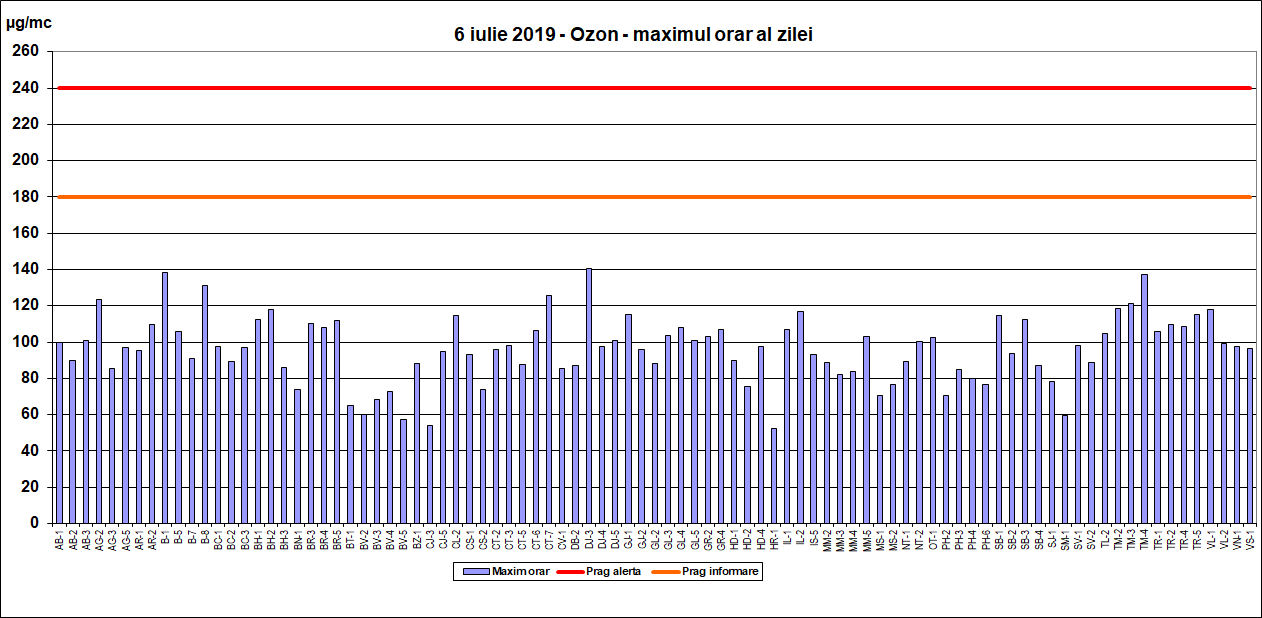 µg/mc
6 iulie 2019 - Ozon - maximul orar al zilei
260
240
220
200
180
160
140
120
100
80
60
40
20
0
AB-1
AB-2
AB-3
AG-2
AG-3
AG-5
AR-1
AR-2
B-1
B-5
B-7
B-8
BC-1
BC-2
BC-3
BH-1
BH-2
BH-3
BN-1
BR-3
BR-4
BR-5
BT-1
BV-2
BV-3
BV-4
BV-5
BZ-1
CJ-3
CJ-5
CL-2
CS-1
CS-2
CT-2
CT-3
CT-5
CT-6
CT-7
CV-1
DB-2
DJ-3
DJ-4
DJ-5
GJ-1
GJ-2
GL-2
GL-3
GL-4
GL-5
GR-2
GR-4
HD-1
HD-2
HD-4
HR-1
IL-1
IL-2
IS-5
MM-2
MM-3
MM-4
MM-5
MS-1
MS-2
NT-1
NT-2
OT-1
PH-2
PH-3
PH-4
PH-6
SB-1
SB-2
SB-3
SB-4
SJ-1
SM-1
SV-1
SV-2
TL-2
TM-2
TM-3
TM-4
TR-1
TR-2
TR-4
TR-5
VL-1
VL-2
VN-1
VS-1
Maxim orar Prag alerta Prag informare